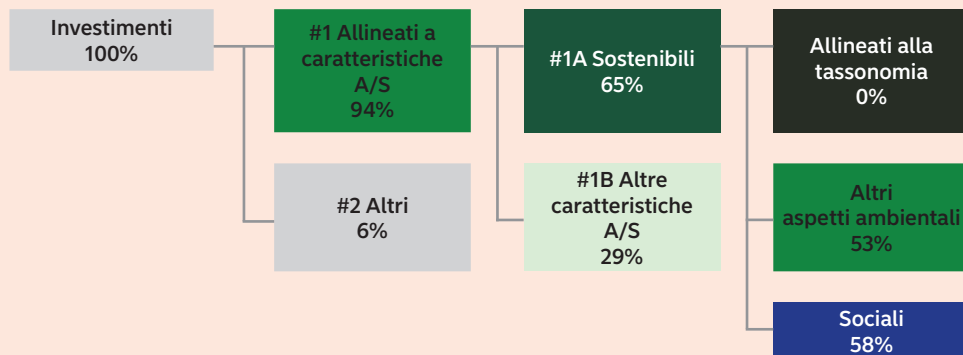 Investimenti
100%
#1 Allineati a
caratteristiche
A/S
94%
#1A Sostenibili
65%
Allineati alla
tassonomia
0%
#2 Altri
6%
#1B Altre
caratteristiche
A/S
29%
Altri
aspetti ambientali
53%
Sociali
58%